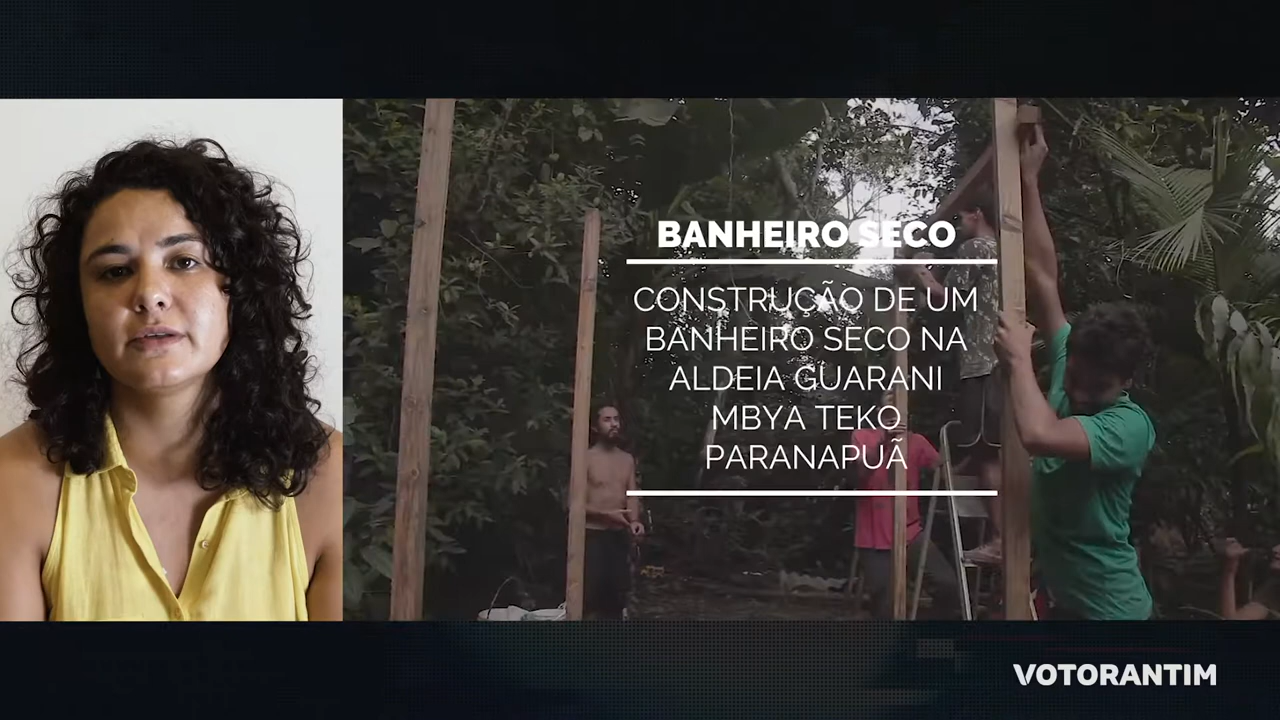 BANHEIRO SECO
CONSTRUÇÃO DE UM
BANHEIRO SECO NA
ALDEIA GUARANI
MBYA TEKO
PARANAPUÃ
VOTORANTIM